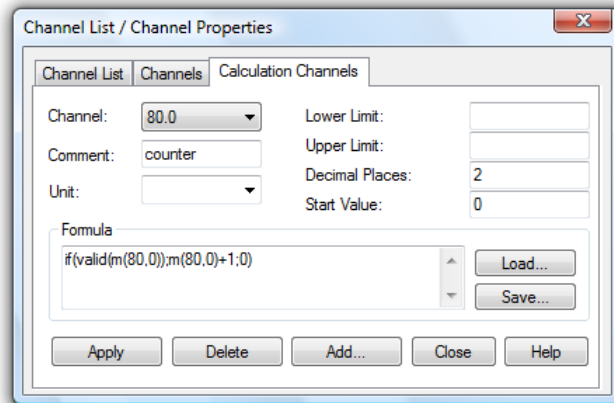 Channel List / Channel Properties
Channel List Channels Calculation Channels
Channel: 80.0 Lower Limit:
Comment: counter Upper Limit:
Decimal Places: 2
Unit: Start Value: 0
Formula
if(valid(m(80,0));m(80,0)+1;0)
Load...
Save...
Apply Delete Add... Close Help